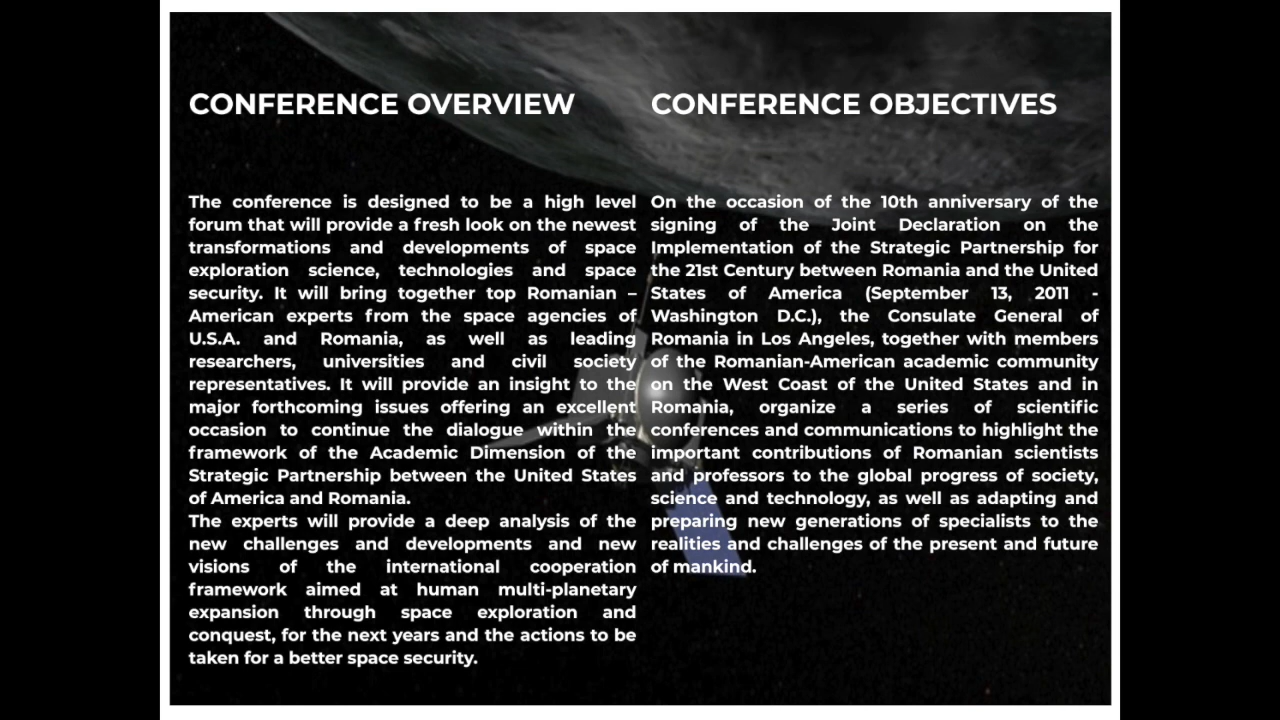 CONFERENCE OVERVIEW
The conference is designed to be a high level
forum that will provide a fresh look on the newest
transformations and developments of space
exploration science, technologies and space
security. It will bring together top Romanian –
American experts from the space agencies of
U.S.A. and Romania, as well as leading
researchers, universities and civil society
representatives. It will provide an insight to the
major forthcoming issues offering an excellent
occasion to continue the dialogue within the
framework of the Academic Dimension of the
Strategic Partnership between the United States
of America and Romania.
The experts will provide a deep analysis of the
new challenges and developments and new
visions of the international cooperation
framework aimed at human multi-planetary
expansion through space exploration and
conquest, for the next years and the actions to be
taken for a better space security.
CONFERENCE OBJECTIVES
On the occasion of the 10th anniversary of the
signing of the Joint Declaration on the
Implementation of the Strategic Partnership for
the 21st Century between Romania and the United
States of America (September 13, 2011 -
Washington D.C.), the Consulate General of
Romania in Los Angeles, together with members
of the Romanian-American academic community
on the West Coast of the United States and in
Romania, organize a series of scientific
conferences and communications to highlight the
important contributions of Romanian scientists
and professors to the global progress of society,
science and technology, as well as adapting and
preparing new generations of specialists to the
realities and challenges of the present and future
of mankind.